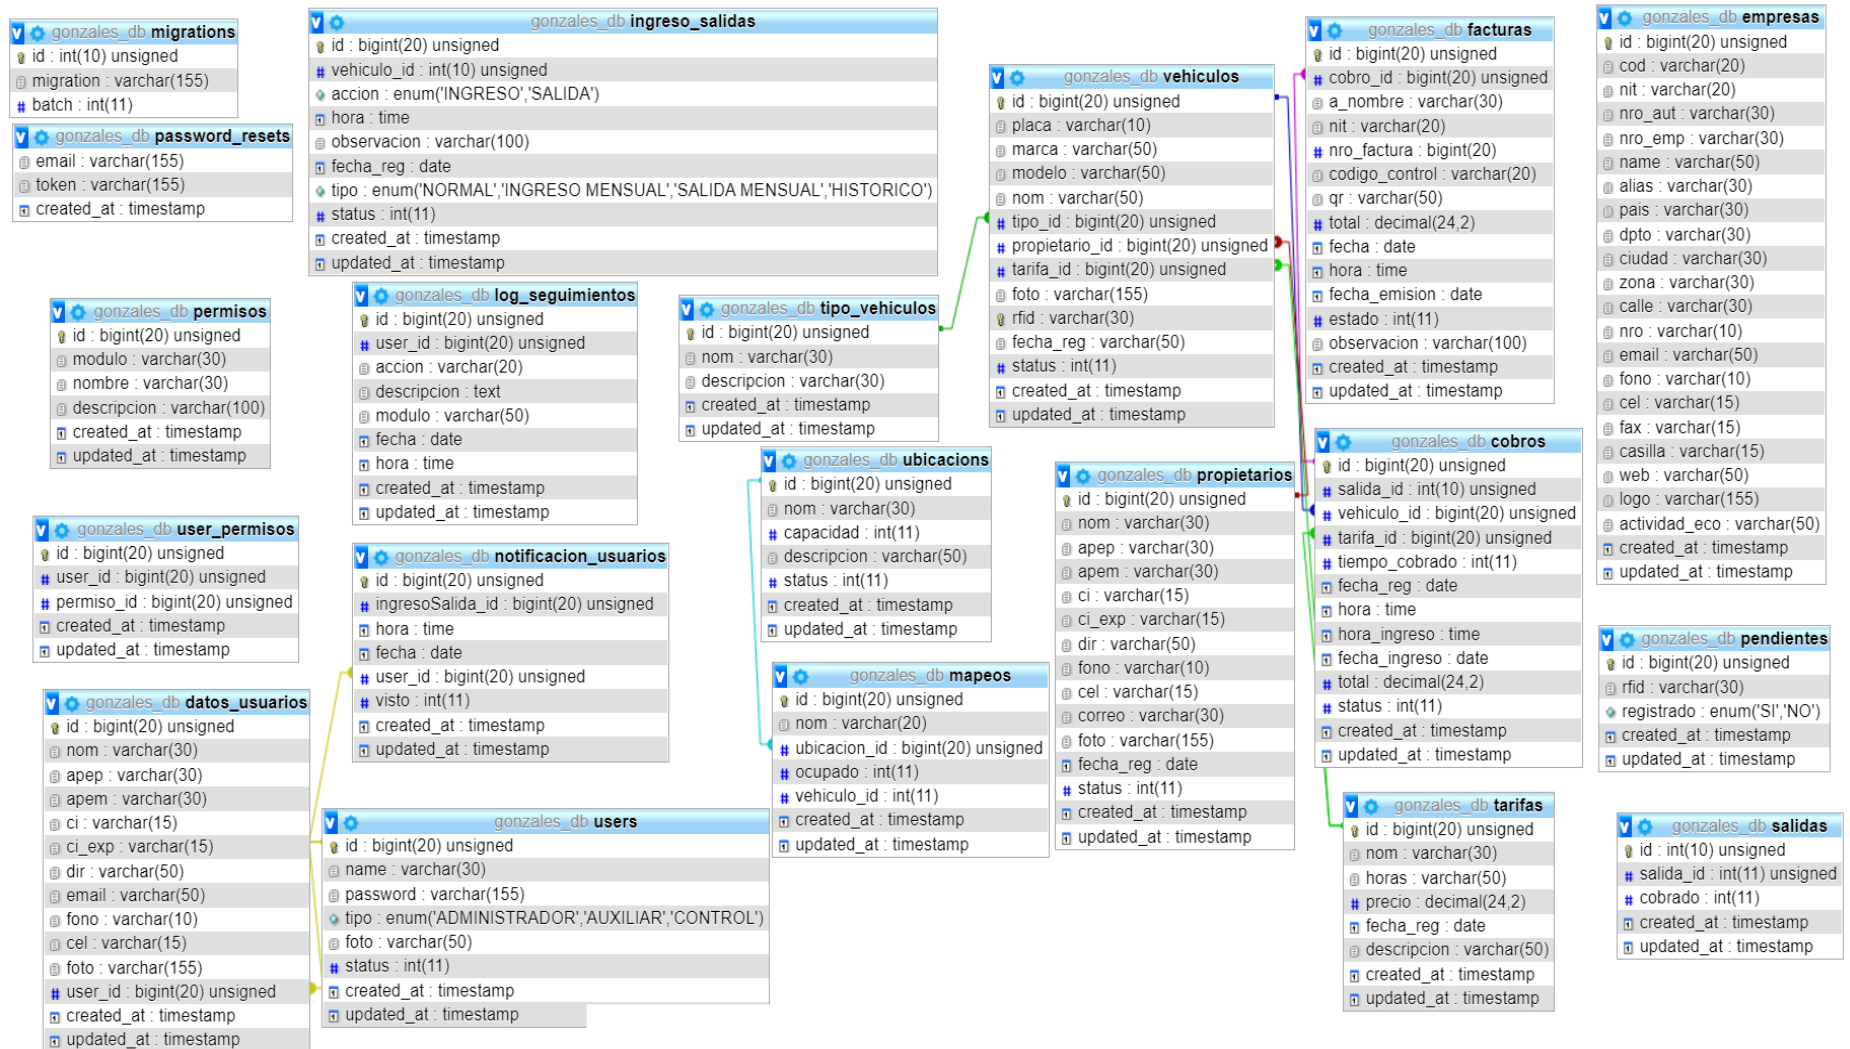 gonzales_db migrations
id : int(10) unsigned
migration : varchar(155)
batch : int(11)
gonzales_db password_resets
email : varchar(155)
token : varchar(155)
created_at : timestamp
gonzales_db ingreso_salidas
id : bigint(20) unsigned
vehiculo_id : int(10) unsigned
accion : enum('INGRESO','SALIDA')
hora : time
observacion : varchar(100)
fecha_reg : date
tipo : enum('NORMAL','INGRESO MENSUAL','SALIDA MENSUAL','HISTORICO')
status : int(11)
created_at : timestamp
updated_at : timestamp
gonzales_db vehiculos
id : bigint(20) unsigned
placa : varchar(10)
marca : varchar(50)
modelo : varchar(50)
nom : varchar(50)
tipo_id : bigint(20) unsigned
propietario_id : bigint(20) unsigned
tarifa_id : bigint(20) unsigned
foto : varchar(155)
rfid : varchar(30)
fecha_reg : varchar(50)
status : int(11)
created_at : timestamp
updated_at : timestamp
gonzales_db facturas
id : bigint(20) unsigned
cobro_id : bigint(20) unsigned
a_nombre : varchar(30)
nit : varchar(20)
nro_factura : bigint(20)
codigo_control : varchar(20)
qr : varchar(50)
total : decimal(24,2)
fecha : date
hora : time
fecha_emision : date
estado : int(11)
observacion : varchar(100)
created_at : timestamp
updated_at : timestamp
gonzales_db empresas
id : bigint(20) unsigned
cod : varchar(20)
nit : varchar(20)
nro_aut : varchar(30)
nro_emp : varchar(30)
name : varchar(50)
alias : varchar(30)
pais : varchar(30)
dpto : varchar(30)
ciudad : varchar(30)
zona : varchar(30)
calle : varchar(30)
nro : varchar(10)
email : varchar(50)
fono : varchar(10)
cel : varchar(15)
fax : varchar(15)
casilla : varchar(15)
web : varchar(50)
logo : varchar(155)
actividad_eco : varchar(50)
created_at : timestamp
updated_at : timestamp
gonzales_db permisos
id : bigint(20) unsigned
modulo : varchar(30)
nombre : varchar(30)
descripcion : varchar(100)
created_at : timestamp
updated_at : timestamp
gonzales_db log_seguimientos
id : bigint(20) unsigned
user_id : bigint(20) unsigned
accion : varchar(20)
descripcion : text
modulo : varchar(50)
fecha : date
hora : time
created_at : timestamp
updated_at : timestamp
gonzales_db tipo_vehiculos
id : bigint(20) unsigned
nom : varchar(30)
descripcion : varchar(30)
created_at : timestamp
updated_at : timestamp
gonzales_db ubicacions
id : bigint(20) unsigned
nom : varchar(30)
capacidad : int(11)
descripcion : varchar(50)
status : int(11)
created_at : timestamp
updated_at : timestamp
gonzales_db propietarios
id : bigint(20) unsigned
nom : varchar(30)
apep : varchar(30)
apem : varchar(30)
ci : varchar(15)
ci_exp : varchar(15)
dir : varchar(50)
fono : varchar(10)
cel : varchar(15)
correo : varchar(30)
foto : varchar(155)
fecha_reg : date
status : int(11)
created_at : timestamp
updated_at : timestamp
gonzales_db cobros
id : bigint(20) unsigned
salida_id : int(10) unsigned
vehiculo_id : bigint(20) unsigned
tarifa_id : bigint(20) unsigned
tiempo_cobrado : int(11)
fecha_reg : date
hora : time
hora_ingreso : time
fecha_ingreso : date
total : decimal(24,2)
status : int(11)
created_at : timestamp
updated_at : timestamp
gonzales_db user_permisos
id : bigint(20) unsigned
user_id : bigint(20) unsigned
permiso_id : bigint(20) unsigned
created_at : timestamp
updated_at : timestamp
gonzales_db notificacion_usuarios
id : bigint(20) unsigned
ingresoSalida_id : bigint(20) unsigned
hora : time
fecha : date
user_id : bigint(20) unsigned
visto : int(11)
created_at : timestamp
updated_at : timestamp
gonzales_db mapeos
id : bigint(20) unsigned
nom : varchar(20)
ubicacion_id : bigint(20) unsigned
ocupado : int(11)
vehiculo_id : int(11)
created_at : timestamp
updated_at : timestamp
gonzales_db pendientes
id : bigint(20) unsigned
rfid : varchar(30)
registrado : enum('SI','NO')
created_at : timestamp
updated_at : timestamp
gonzales_db datos_usuarios
id : bigint(20) unsigned
nom : varchar(30)
apep : varchar(30)
apem : varchar(30)
ci : varchar(15)
ci_exp : varchar(15)
dir : varchar(50)
email : varchar(50)
fono : varchar(10)
cel : varchar(15)
foto : varchar(155)
user_id : bigint(20) unsigned
created_at : timestamp
updated_at : timestamp
gonzales_db users
id : bigint(20) unsigned
name : varchar(30)
password : varchar(155)
tipo : enum('ADMINISTRADOR','AUXILIAR','CONTROL')
foto : varchar(50)
status : int(11)
created_at : timestamp
updated_at : timestamp
gonzales_db tarifas
id : bigint(20) unsigned
nom : varchar(30)
horas : varchar(50)
precio : decimal(24,2)
fecha_reg : date
descripcion : varchar(50)
created_at : timestamp
updated_at : timestamp
gonzales_db salidas
id : int(10) unsigned
salida_id : int(11) unsigned
cobrado : int(11)
created_at : timestamp
updated_at : timestamp